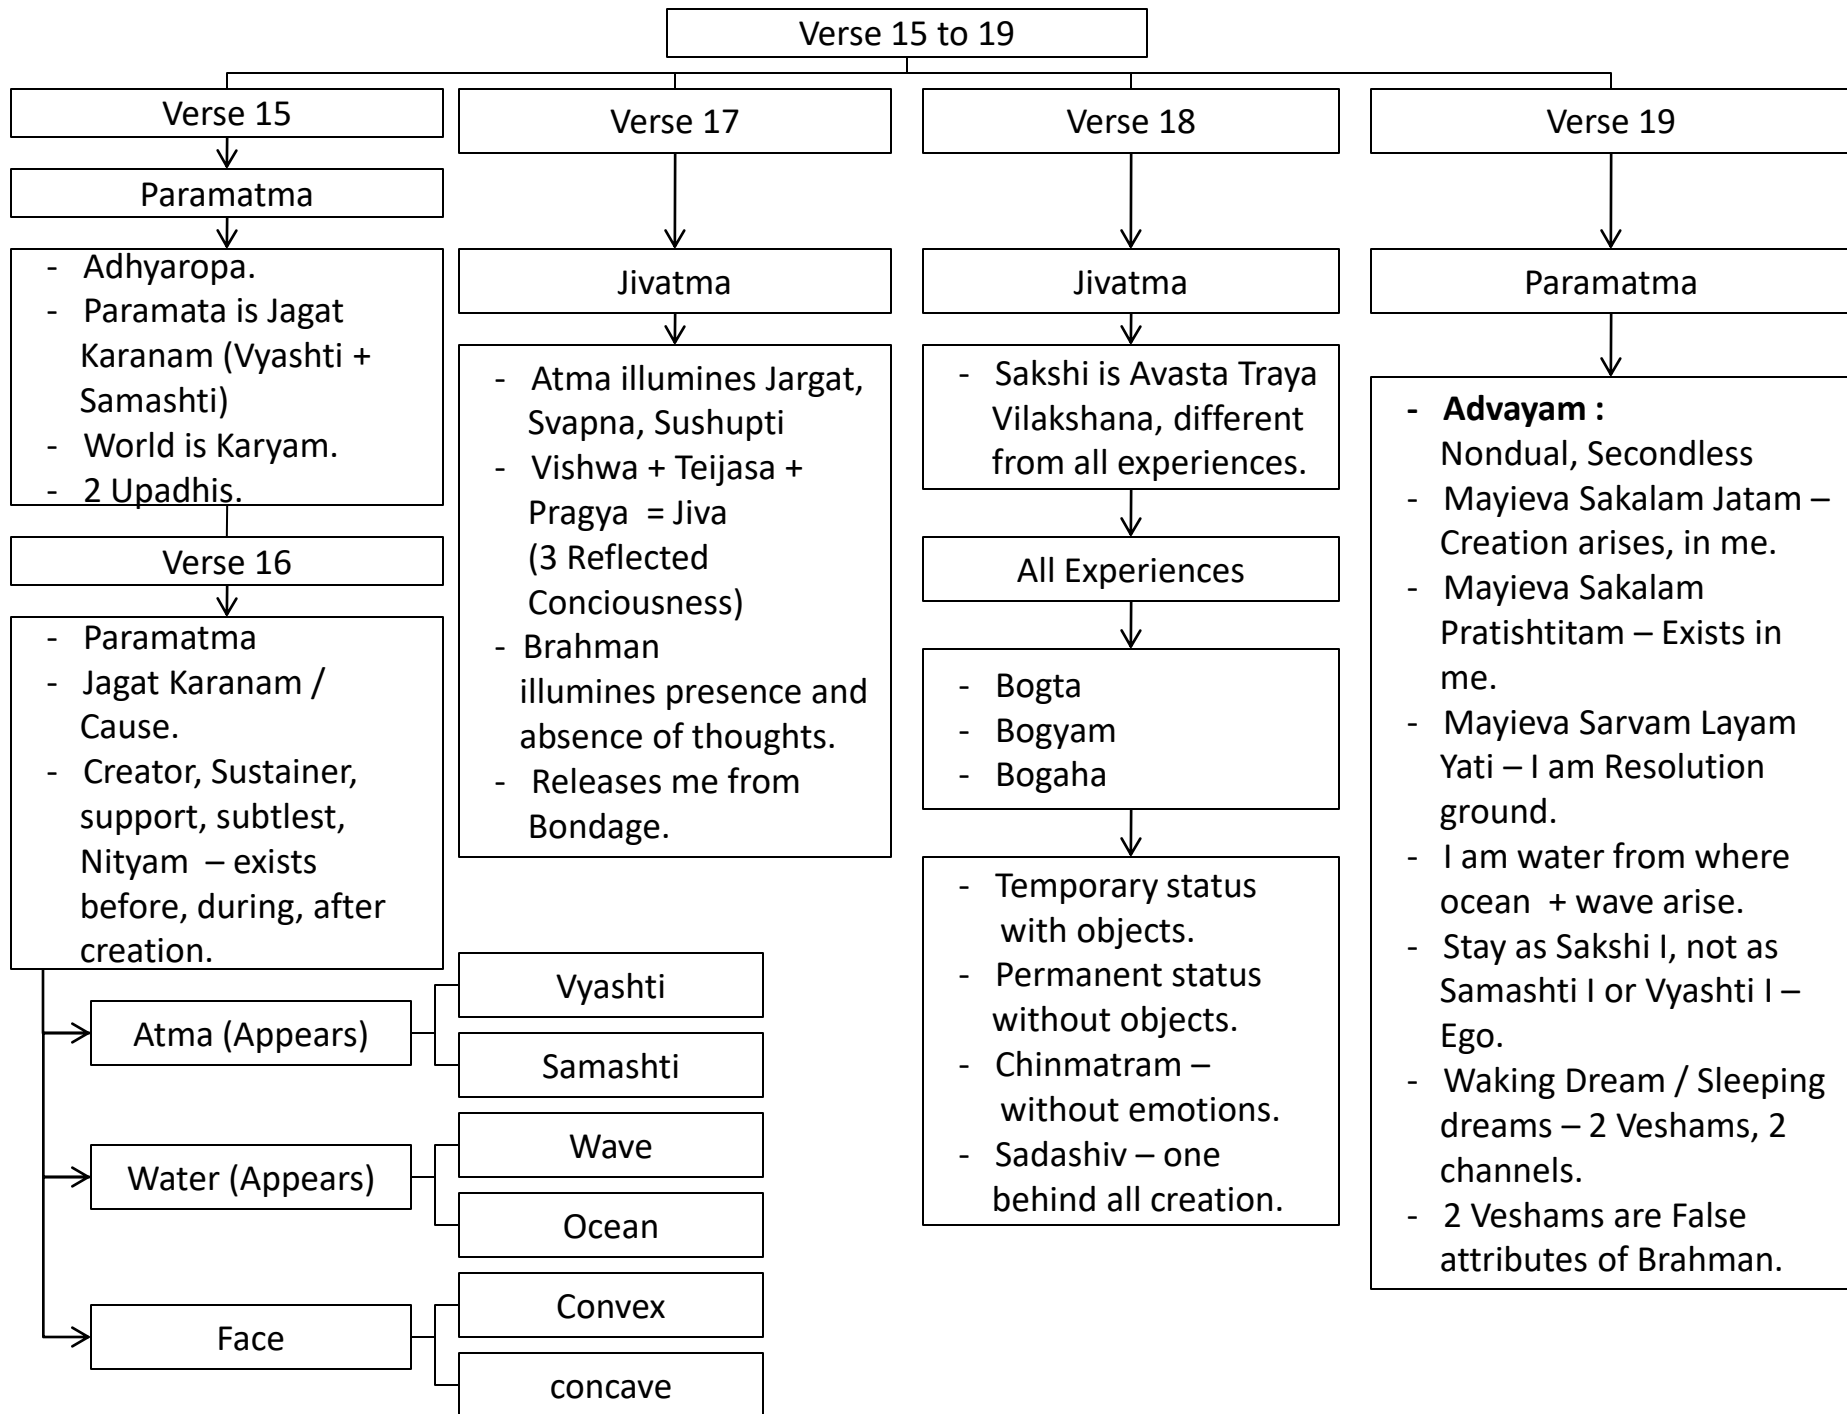 Verse 15 to 19
Verse 15
Paramatma
- Adhyaropa.
- Paramata is Jagat
Karanam (Vyashti +
Samashti)
- World is Karyam.
- 2 Upadhis.
Verse 16
- Paramatma
- Jagat Karanam /
Cause.
- Creator, Sustainer,
support, subtlest,
Nityam – exists
before, during, after
creation.
Atma (Appears)
Vyashti
Samashti
Water (Appears)
Wave
Ocean
Face
Convex
concave
Verse 17
Jivatma
- Atma illumines Jargat,
Svapna, Sushupti
- Vishwa + Teijasa +
Pragya = Jiva
(3 Reflected
Conciousness)
- Brahman
illumines presence and
absence of thoughts.
- Releases me from
Bondage.
Verse 18
Jivatma
- Sakshi is Avasta Traya
Vilakshana, different
from all experiences.
All Experiences
- Bogta
- Bogyam
- Bogaha
- Temporary status
with objects.
- Permanent status
without objects.
- Chinmatram –
without emotions.
- Sadashiv – one
behind all creation.
Verse 19
Paramatma
- Advayam :
Nondual, Secondless
- Mayieva Sakalam Jatam –
Creation arises, in me.
- Mayieva Sakalam
Pratishtitam – Exists in
me.
- Mayieva Sarvam Layam
Yati – I am Resolution
ground.
- I am water from where
ocean + wave arise.
- Stay as Sakshi I, not as
Samashti I or Vyashti I –
Ego.
- Waking Dream / Sleeping
dreams – 2 Veshams, 2
channels.
- 2 Veshams are False
attributes of Brahman.